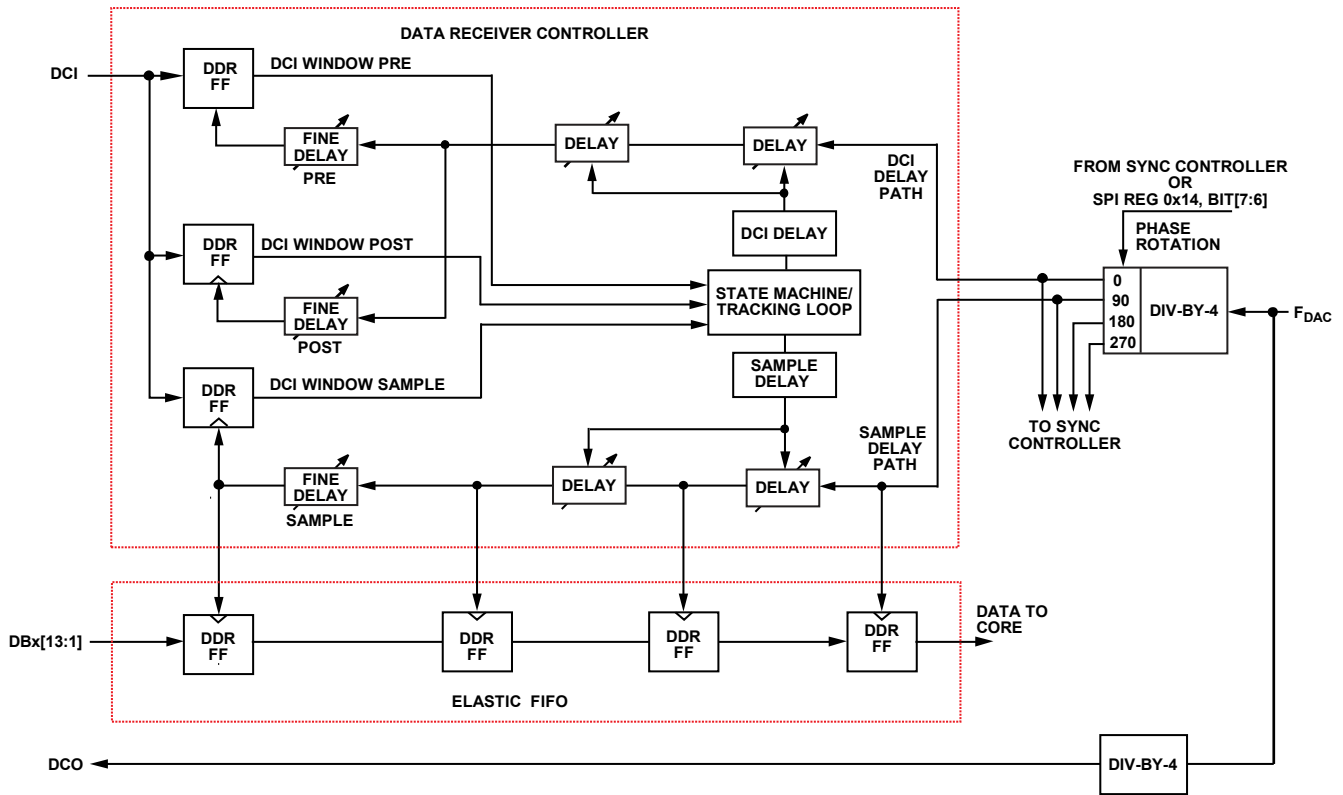 DATA RECEIVER CONTROLLER
DCI
DDR
FF
DCI WINDOW PRE
FINE
DELAY
PRE
DELAY
DELAY
DCI
DELAY
PATH
FROM SYNC CONTROLLER
OR
SPI REG 0x14, BIT[7:6]
PHASE
ROTATION
DDR
FF
DCI WINDOW POST
DCI DELAY
FINE
DELAY
POST
STATE MACHINE/
TRACKING LOOP
0
90
180
270
DIV-BY-4
FDAC
DDR
FF
DCI WINDOW SAMPLE
SAMPLE
DELAY
TO SYNC
CONTROLLER
SAMPLE
DELAY
PATH
FINE
DELAY
SAMPLE
DELAY
DELAY
DBx[13:1]
DDR
FF
DDR
FF
DDR
FF
DDR
FF
DATA TO
CORE
ELASTIC FIFO
DCO
DIV-BY-4